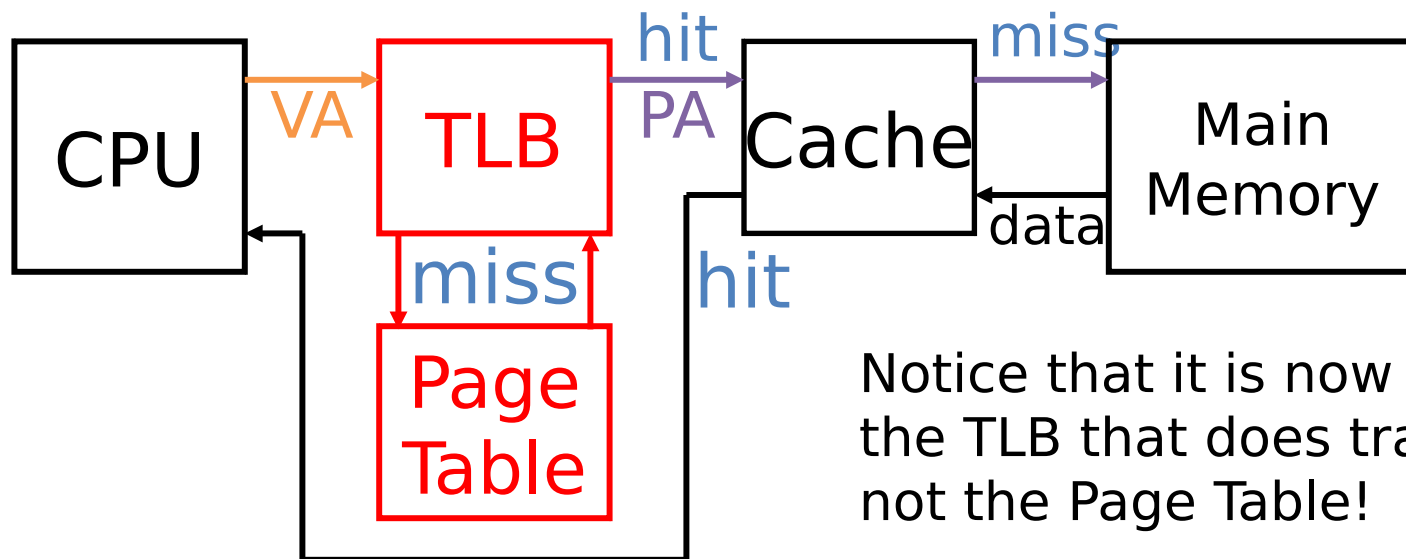 hit
miss
VA
PA
CPU
TLB
Cache
Main
Memory
data
miss
hit
Page
Table
Notice that it is now
the TLB that does
not the Page Table!